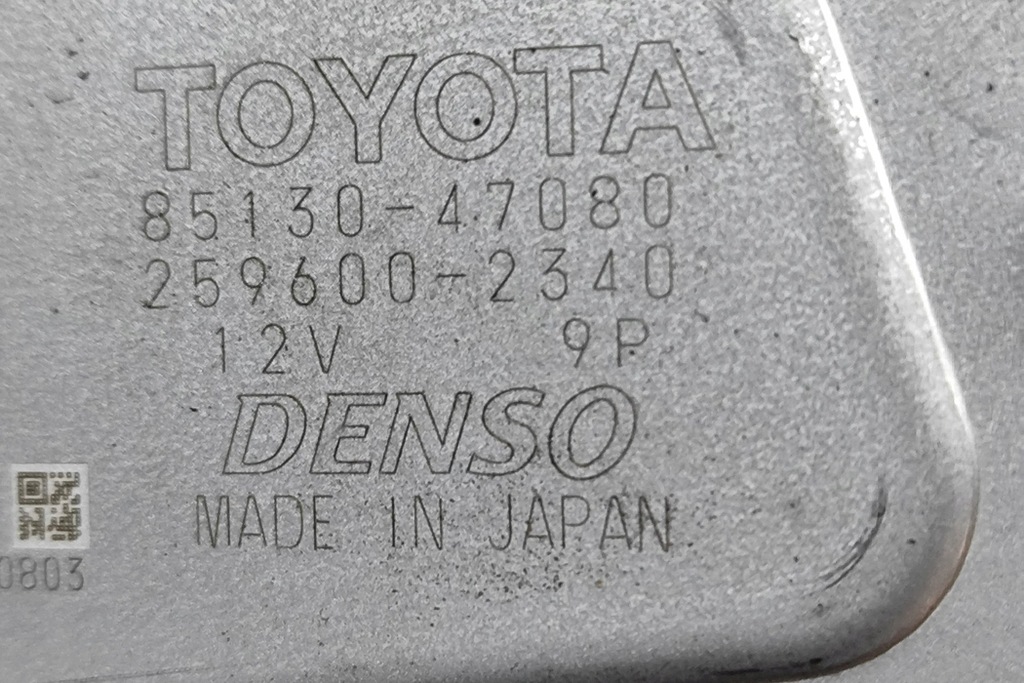 TOYOTA
85130-47080
259600-2340
12V 9P
DENSO
MADE IN JAPAN
0803